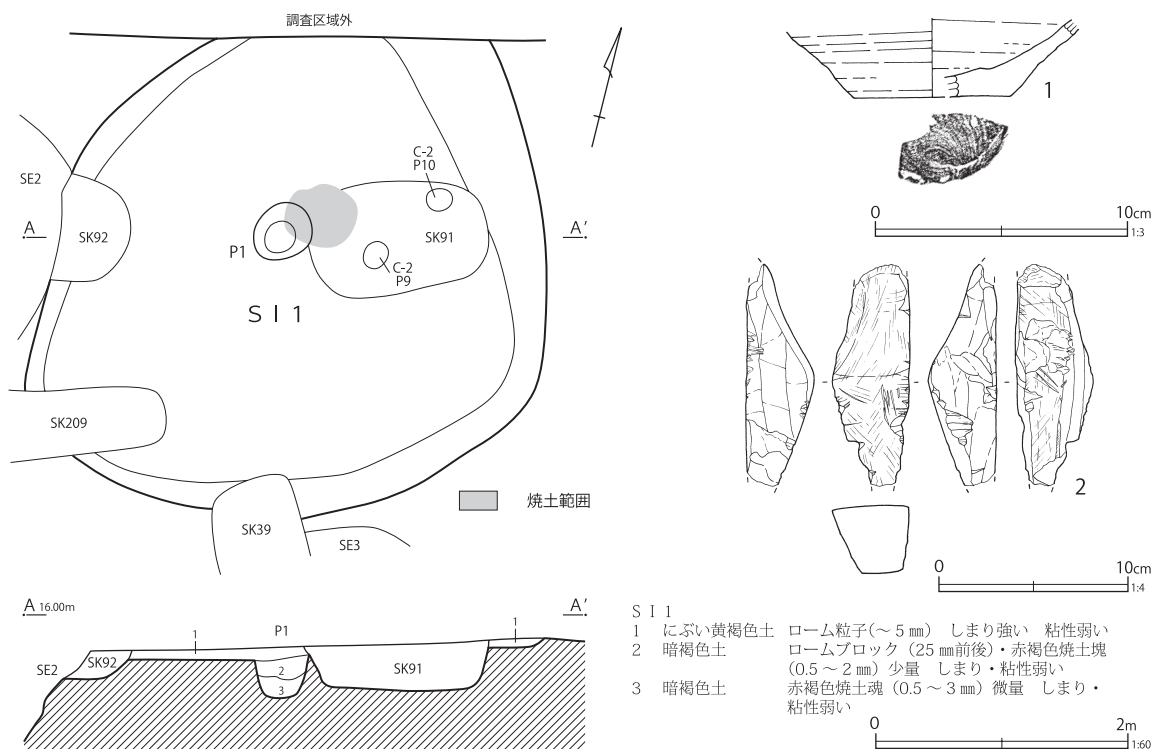 調査区域外
SE2
A
SK92
P1
C-2
P10
SK91
C-2
P9
A’
ＳＩ１
SK209
SK39
SE3
焼土範囲
A 16.00m
A’
SE2
SK92
1
P1
2
3
SK91
1
1
0 10cm
1:3
2
0 10cm
1:4
ＳＩ１
1 にぶい黄褐色土 ローム粒子（～５㎜） しまり強い 粘性弱い
2 暗褐色土 ロームブロック（25 ㎜前後）・赤褐色焼土塊
（0.5 ～ 2 ㎜）少量 しまり・粘性弱い
3 暗褐色土 赤褐色焼土魂（0.5 ～ 3 ㎜）微量 しまり・
粘性弱い
0 2m
1:60